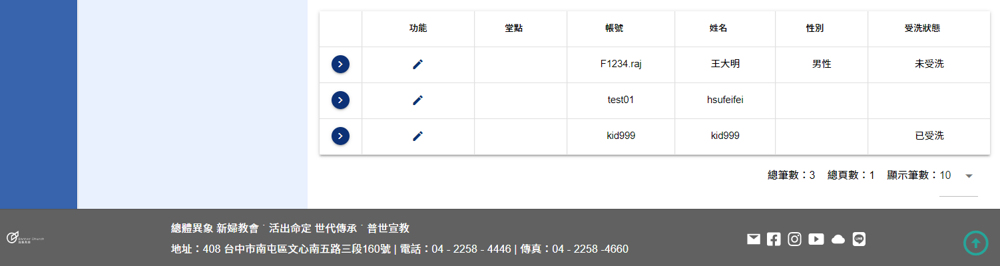 功能 堂點 帳號 姓名 性別 受洗狀態
F1234.raj 王大明 男性 未受洗
test01 hsufeifei
kid999 kid999 已受洗
總筆數：3 總頁數：1 顯示筆數：10
總體異象 新婦教會 ˙ 活出命定 世代傳承 ˙ 普世宣教
Banner Church
地址：408 台中市南屯區文心南五路三段160號 | 電話：04 - 2258 - 4446 | 傳真：04 - 2258 -4660
LINE